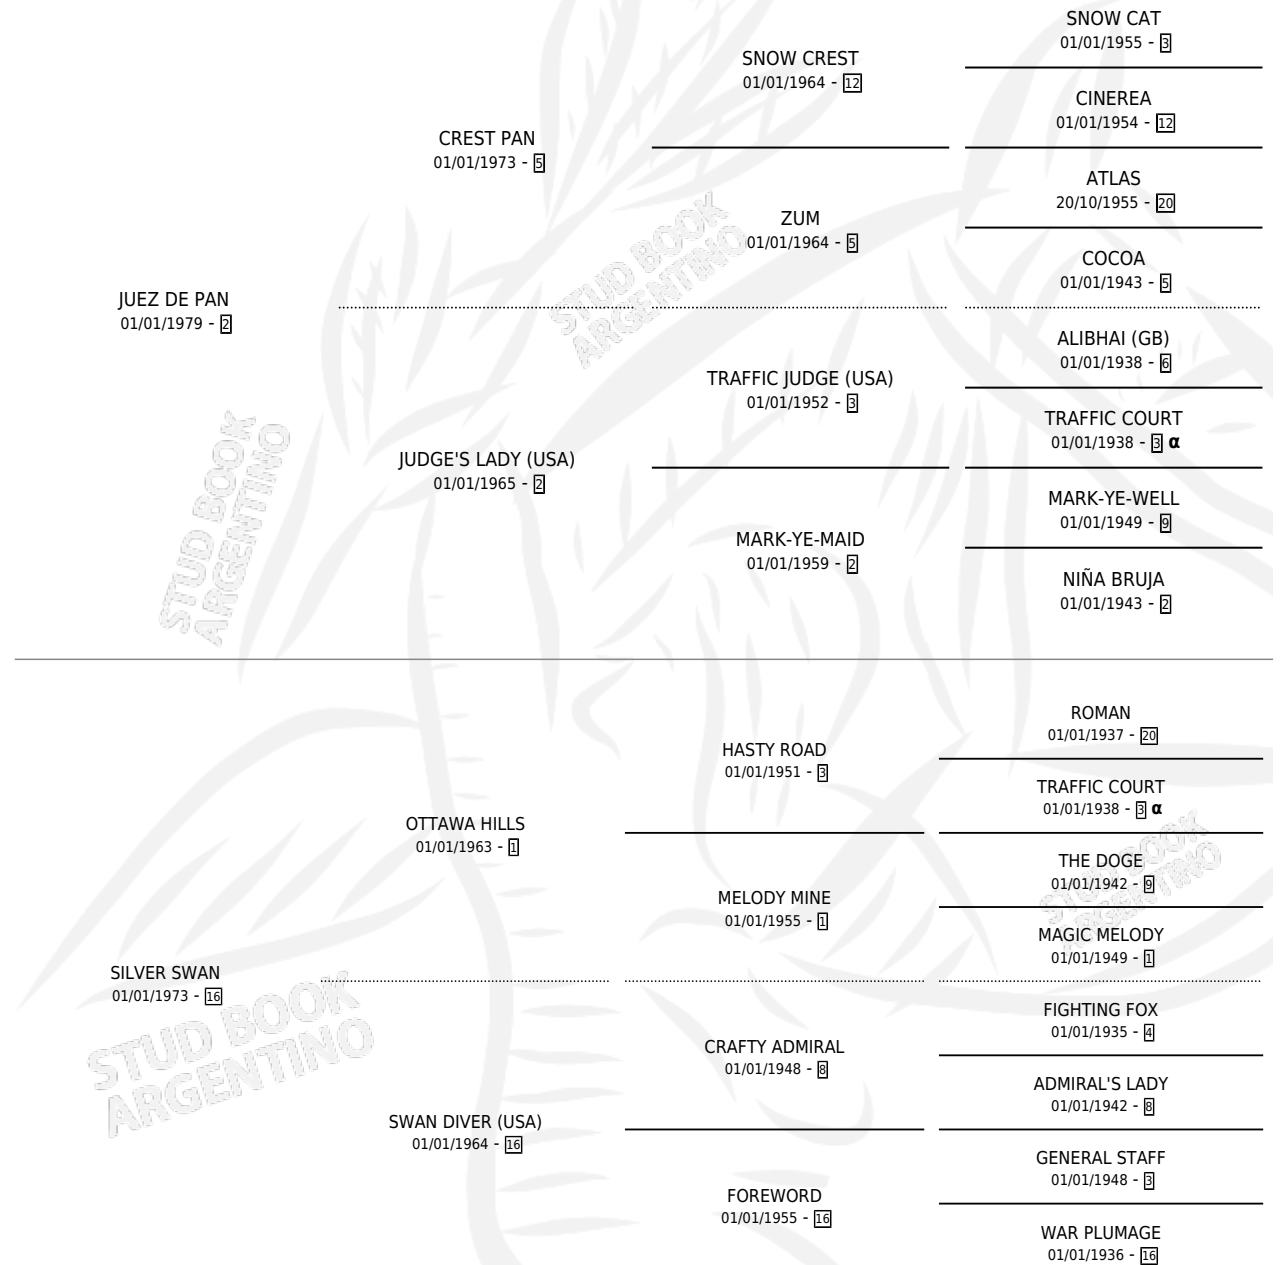 JUEZ DE PAN
01/01/1979 - 2
CREST PAN
01/01/1973 - 5
SNOW CREST
01/01/1964 - 12
SNOW CAT
01/01/1955 - 3
CINEREA
01/01/1954 - 12
ZUM
01/01/1964 - 5
ATLAS
20/10/1955 - 20
COCOA
01/01/1943 - 5
JUDGE'S LADY (USA)
01/01/1965 - 2
TRAFFIC JUDGE (USA)
01/01/1952 - 3
ALIBHAI (GB)
01/01/1938 - 6
TRAFFIC COURT
01/01/1938 - 3 α
MARK-YE-MAID
01/01/1959 - 2
MARK-YE-WELL
01/01/1949 - 9
NIÑA BRUJA
01/01/1943 - 2
SILVER SWAN
01/01/1973 - 16
OTTAWA HILLS
01/01/1963 - 1
HASTY ROAD
01/01/1951 - 3
ROMAN
01/01/1937 - 20
TRAFFIC COURT
01/01/1938 - 3 α
MELODY MINE
01/01/1955 - 1
THE DOGE
01/01/1942 - 9
MAGIC MELODY
01/01/1949 - 1
SWAN DIVER (USA)
01/01/1964 - 16
CRAFTY ADMIRAL
01/01/1948 - 8
FIGHTING FOX
01/01/1935 - 4
ADMIRAL'S LADY
01/01/1942 - 8
FOREWORD
01/01/1955 - 16
GENERAL STAFF
01/01/1948 - 3
WAR PLUMAGE
01/01/1936 - 16
STUD BOOK
ARGENTINO
STUD BOOK
ARGENTINO
STUD BOOK
ARGENTINO
STUD BOOK
ARGENTINO